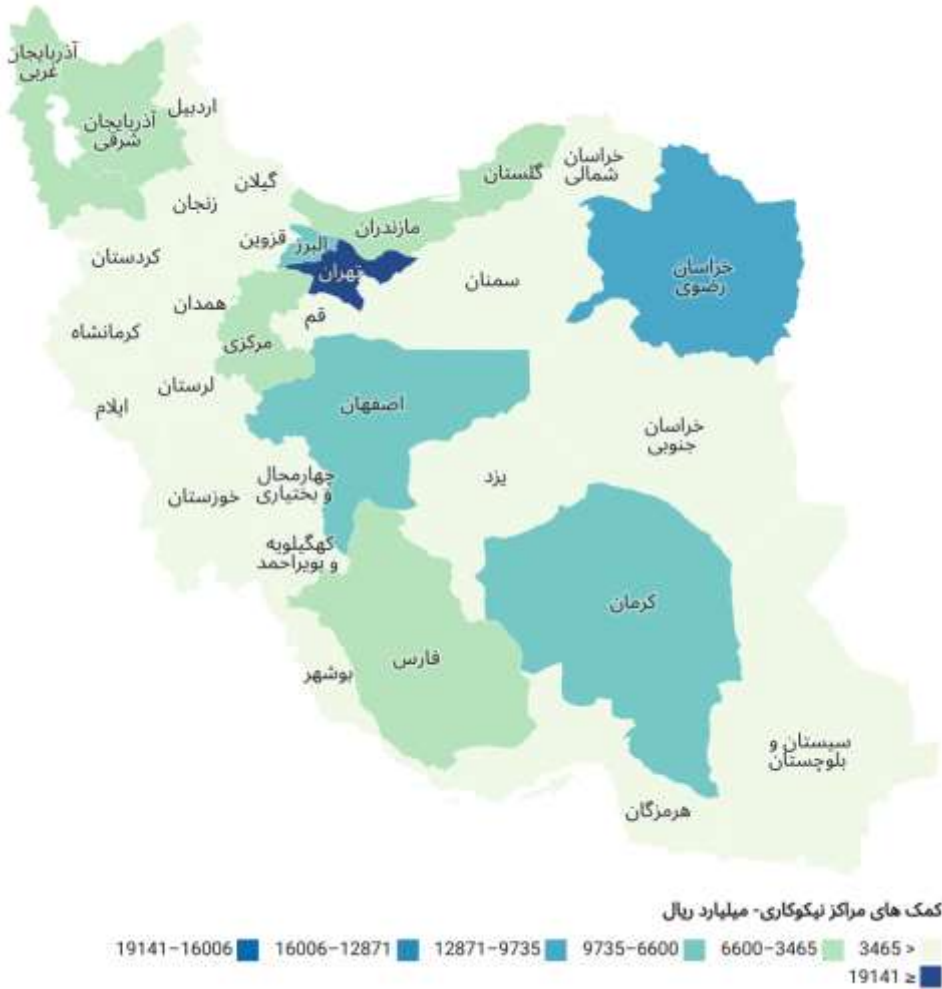 آذربایجان
غربی
آذربایجان
شرقی
اردبیل
گیلان
زنجان
قزوین
البرز
تهران
مازندران
گلستان
خراسان
شمالی
خراسان
رضوی
سمنان
کردستان
همدان
قم
کرمانشاه
مرکزی
لرستان
ایلام
اصفهان
خراسان
جنوبی
یزد
چهارمحال
و بختیاری
خوزستان
کهگیلویه
و بویراحمد
کرمان
فارس
بوشهر
سیستان و
بلوچستان
هرمزگان
کمک های مراکز نیکوکاری- میلیارد ریال
3465 > 6600–3465 9735–6600 12871–9735 16006–12871 19141–16006
19141 ≤